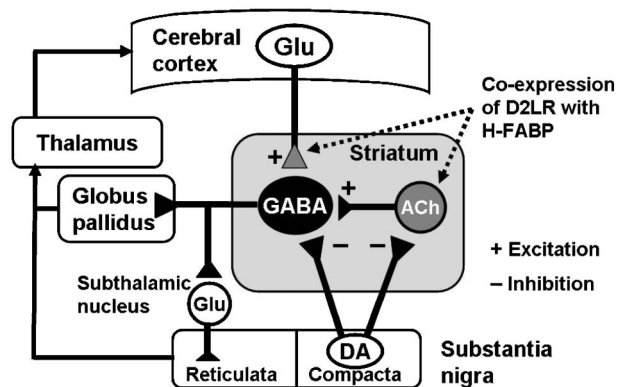 Cerebral
cortex
Glu
Co-expression
of D2LR with
H-FABP
Thalamus
+
Striatum
Globus
pallidus
GABA
+
ACh
– –
+ Excitation
– Inhibition
Subthalamic
nucleus
Glu
DA
Reticulata
Compacta
Substantia
nigra